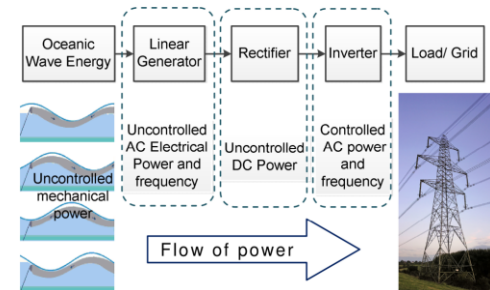 Oceanic
Wave Energy
Linear
Generator
Rectifier
Inverter
Load/ Grid
Uncontrolled
mechanical
power
Uncontrolled
AC Electrical
Power and
frequency
Uncontrolled
DC Power
Controlled
AC power
and
frequency
Flow of power